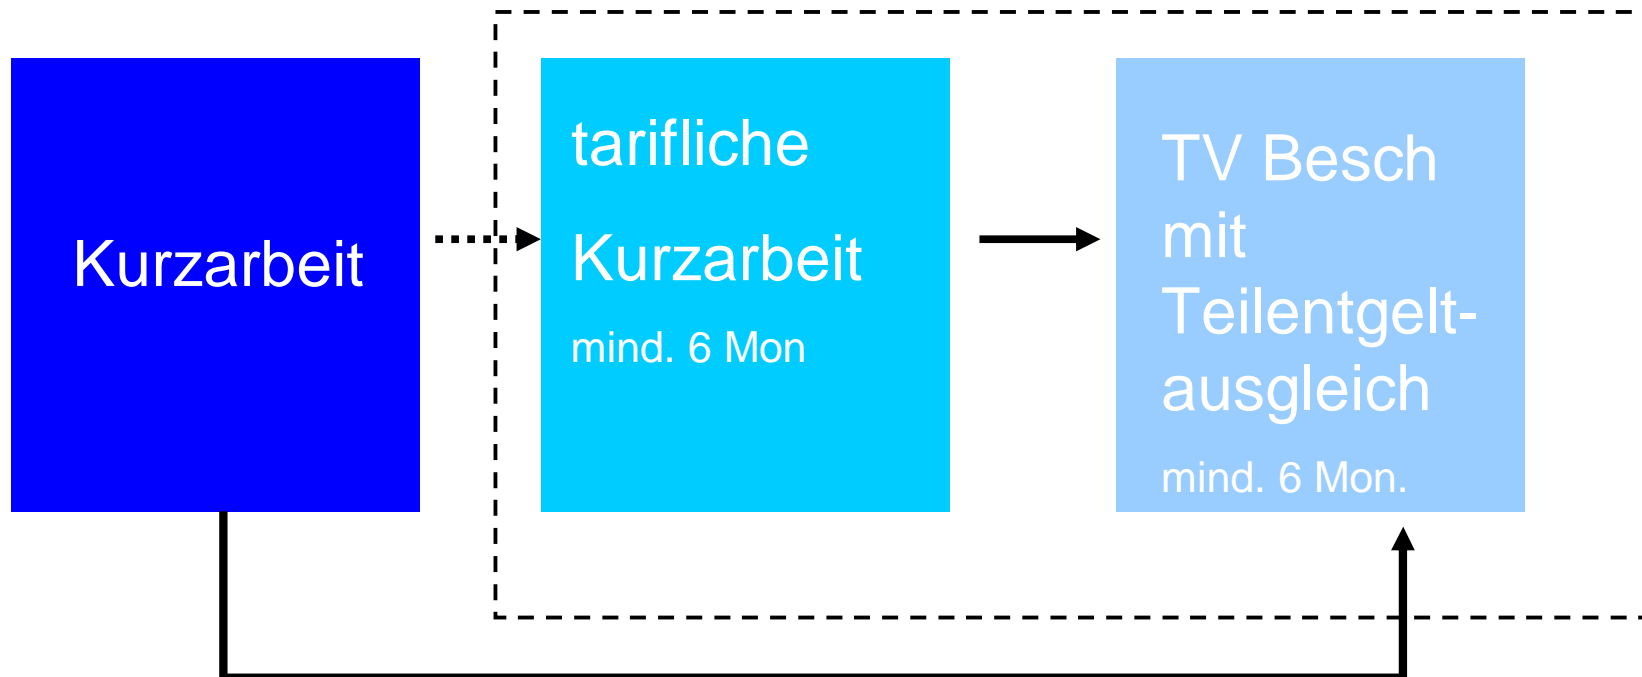 Kurzarbeit
tarifliche
Kurzarbeit
mind. 6 Mon
TV Besch
mit
Teilentgelt-
ausgleich
mind. 6 Mon.